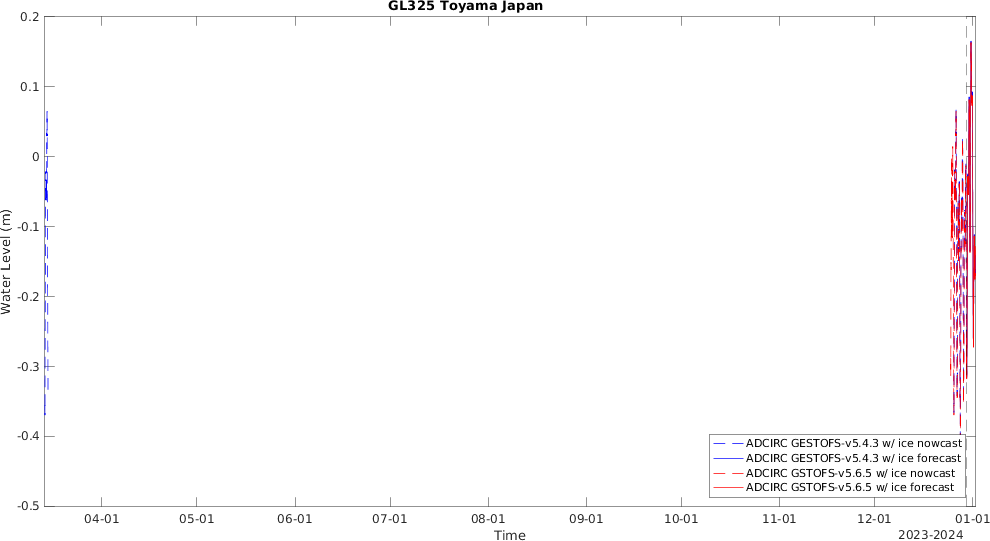 GL325 Toyama Japan
0.2
0.1
0
-0.1
-0.2
-0.3
-0.4
-0.5
Water Level (m)
ADCIRC GESTOFS-v5.4.3 w/ ice nowcast
ADCIRC GESTOFS-v5.4.3 w/ ice forecast
ADCIRC GSTOFS-v5.6.5 w/ ice nowcast
ADCIRC GSTOFS-v5.6.5 w/ ice forecast
04-01 05-01 06-01 07-01 08-01 09-01 10-01 11-01 12-01 01-01
Time
2023-2024